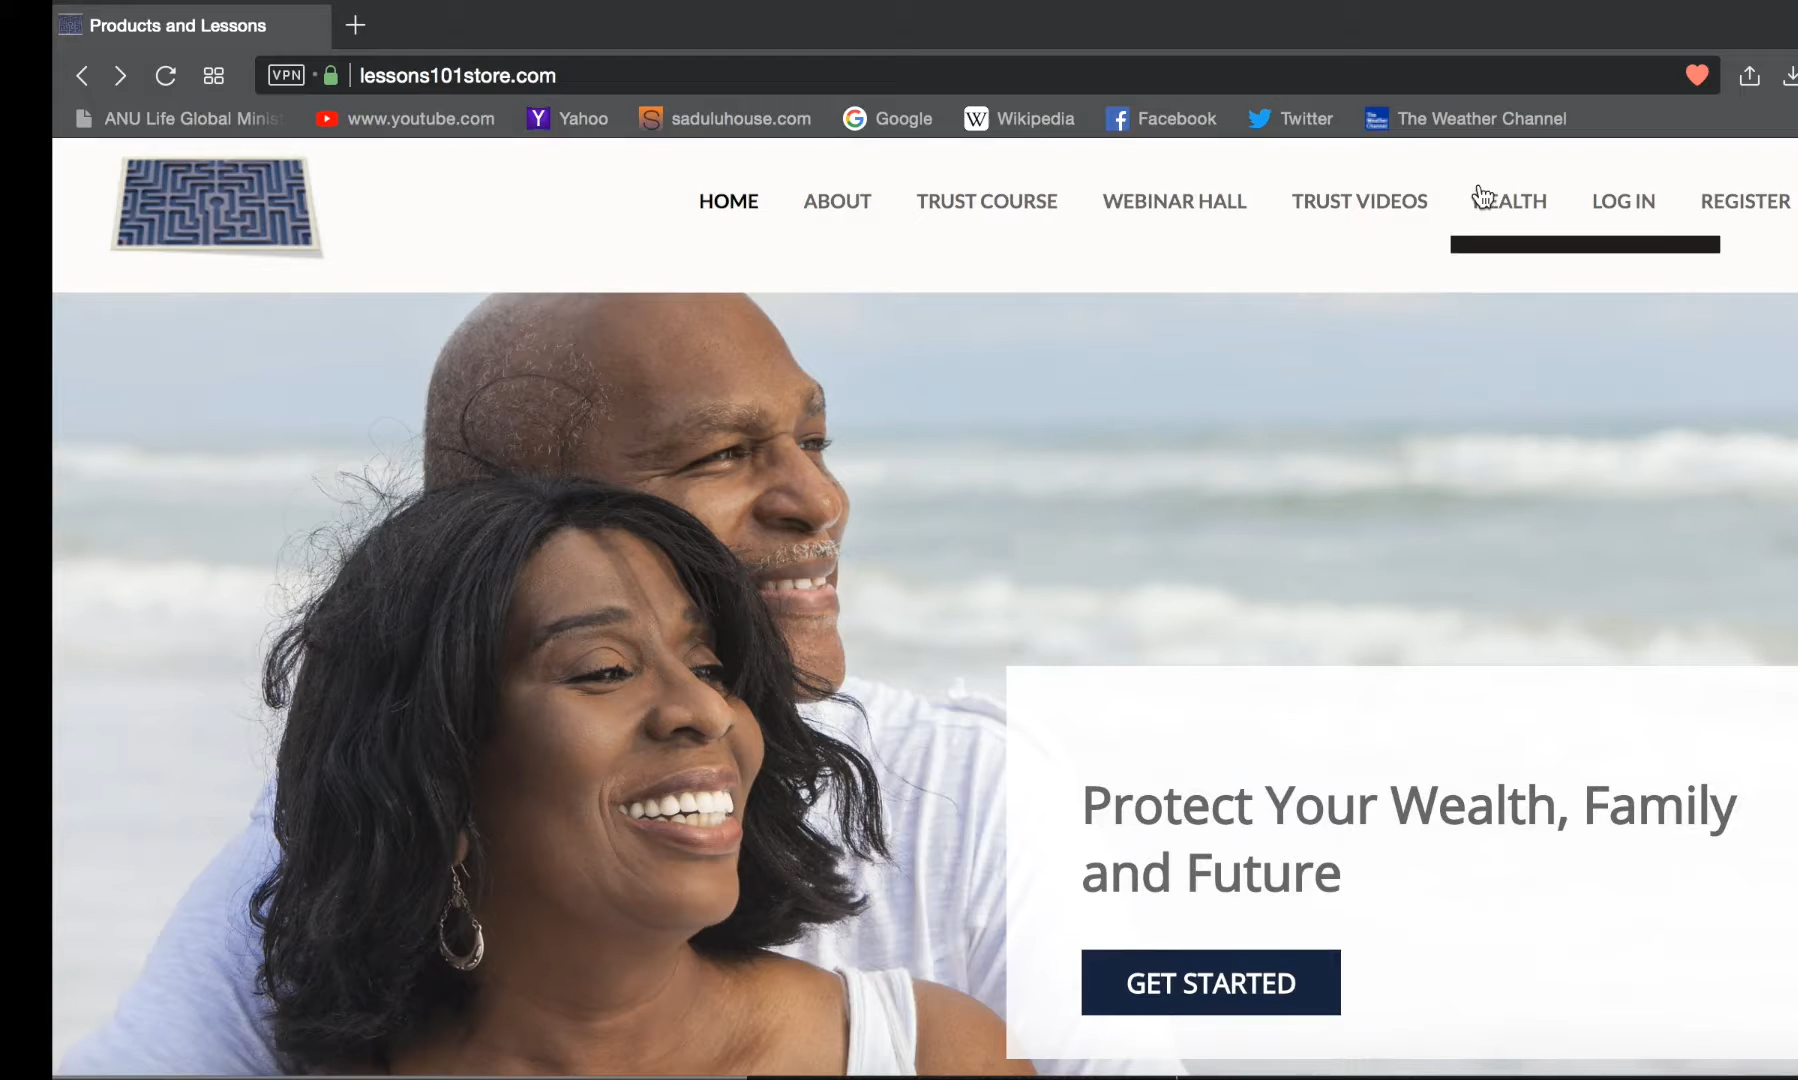 Products and Lessons
VPN lessons101store.com
ANU Life Global Minis www.youtube.com Yahoo saduluhouse.com Google Wikipedia Facebook Twitter The Weather Channel
HOME ABOUT TRUST COURSE WEBINAR HALL TRUST VIDEOS LOG IN REGISTER
Protect Your Wealth, Family
and Future
GET STARTED